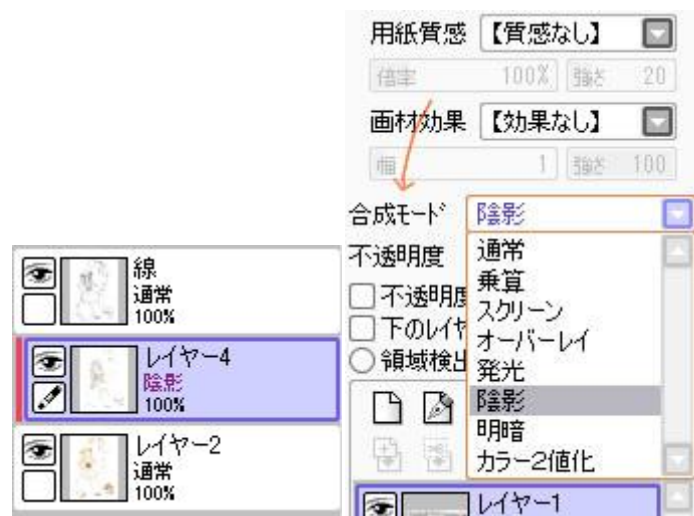 線
通常
100%
レイヤー4
陰影
100%
レイヤー2
通常
100%
用紙質感 【質感なし】
倍率 100% 強さ 20
画材効果 【効果なし】
幅 1 強さ 100
合成モード 陰影
不透明度
不透明度
下のレイヤ
領域検出
通常
乗算
スクリーン
オーバーレイ
発光
陰影
明暗
カラー2値化
レイヤー1